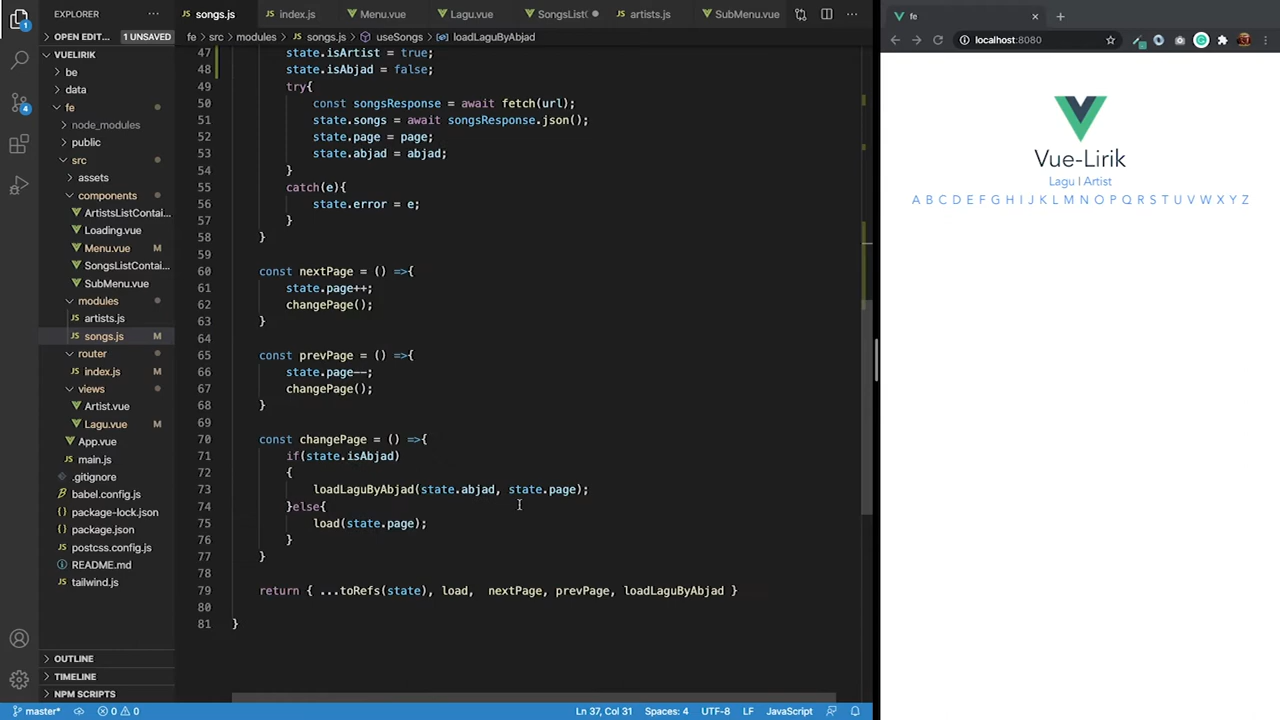 EXPLORER
songs.js
index.js
Menu.vue
Lagu.vue
SongsListC
artists.js
SubMenu.vue
fe
OPEN EDIT...
1 UNSAVED
fe > src > modules > songs.js > useSongs > loadLaguByAbjad
localhost:8080
VUELIRIK
be
data
fe
node_modules
public
src
assets
components
ArtistsListContai...
Loading.vue
Menu.vue M
SongsListContai...
SubMenu.vue
modules
artists.js
songs.js M
router
index.js M
views
Artist.vue
Lagu.vue M
App.vue
main.js
.gitignore
babel.config.js
package-lock.json
package.json
postcss.config.js
README.md
tailwind.js
OUTLINE
TIMELINE
NPM SCRIPTS
47 state.isArtist = true;
48 state.isAbjad = false;
49 try{
50 const songsResponse = await fetch(url);
51 state.songs = await songsResponse.json();
52 state.page = page;
53 state.abjad = abjad;
54 }
55 catch(e){
56 state.error = e;
57 }
58 }
59
60 const nextPage = () =>{
61 state.page++;
62 changePage();
63 }
64
65 const prevPage = () =>{
66 state.page--;
67 changePage();
68 }
69
70 const changePage = () =>{
71 if(state.isAbjad)
72 {
73 loadLaguByAbjad(state.abjad, state.page);
74 }else{
75 load(state.page);
76 }
77 }
78
79 return { ...toRefs(state), load, nextPage, prevPage, loadLaguByAbjad }
80
81 }
Vue-Lirik
Lagu | Artist
A B C D E F G H I J K L M N O P Q R S T U V W X Y Z
1
4
master*
0 0
Ln 37, Col 31
Spaces: 4
UTF-8
LF
JavaScript